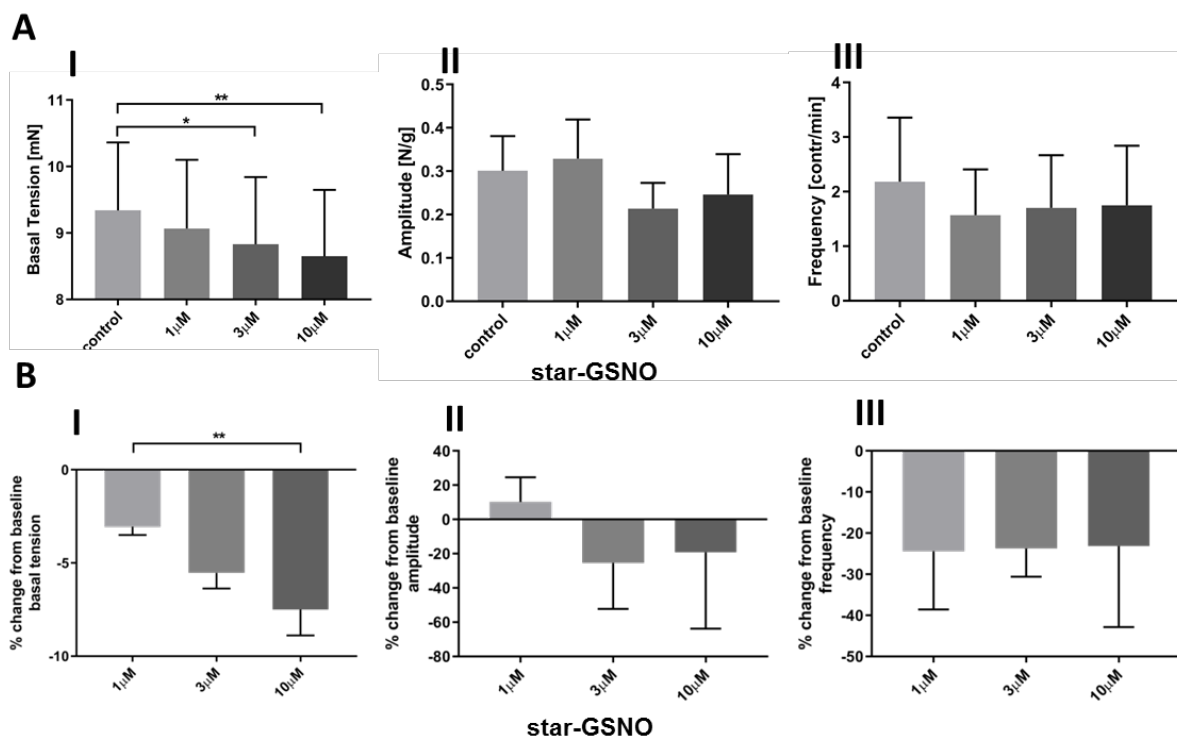 A
I
II
III
Basal Tension [mN]
11
10
9
8
**
*
control
1μM
3μM
10μM
Amplitude [N/g]
0.5
0.4
0.3
0.2
0.1
0.0
control
1μM
3μM
10μM
Frequency [contr/min]
4
3
2
1
0
control
1μM
3μM
10μM
star-GSNO
B
I
II
III
% change from baseline
basal tension
0
-5
-10
**
1μM
3μM
10μM
% change from baseline
amplitude
40
20
0
-20
-40
-60
-80
1μM
3μM
10μM
% change from baseline
frequency
0
-10
-20
-30
-40
-50
1μM
3μM
10μM
star-GSNO